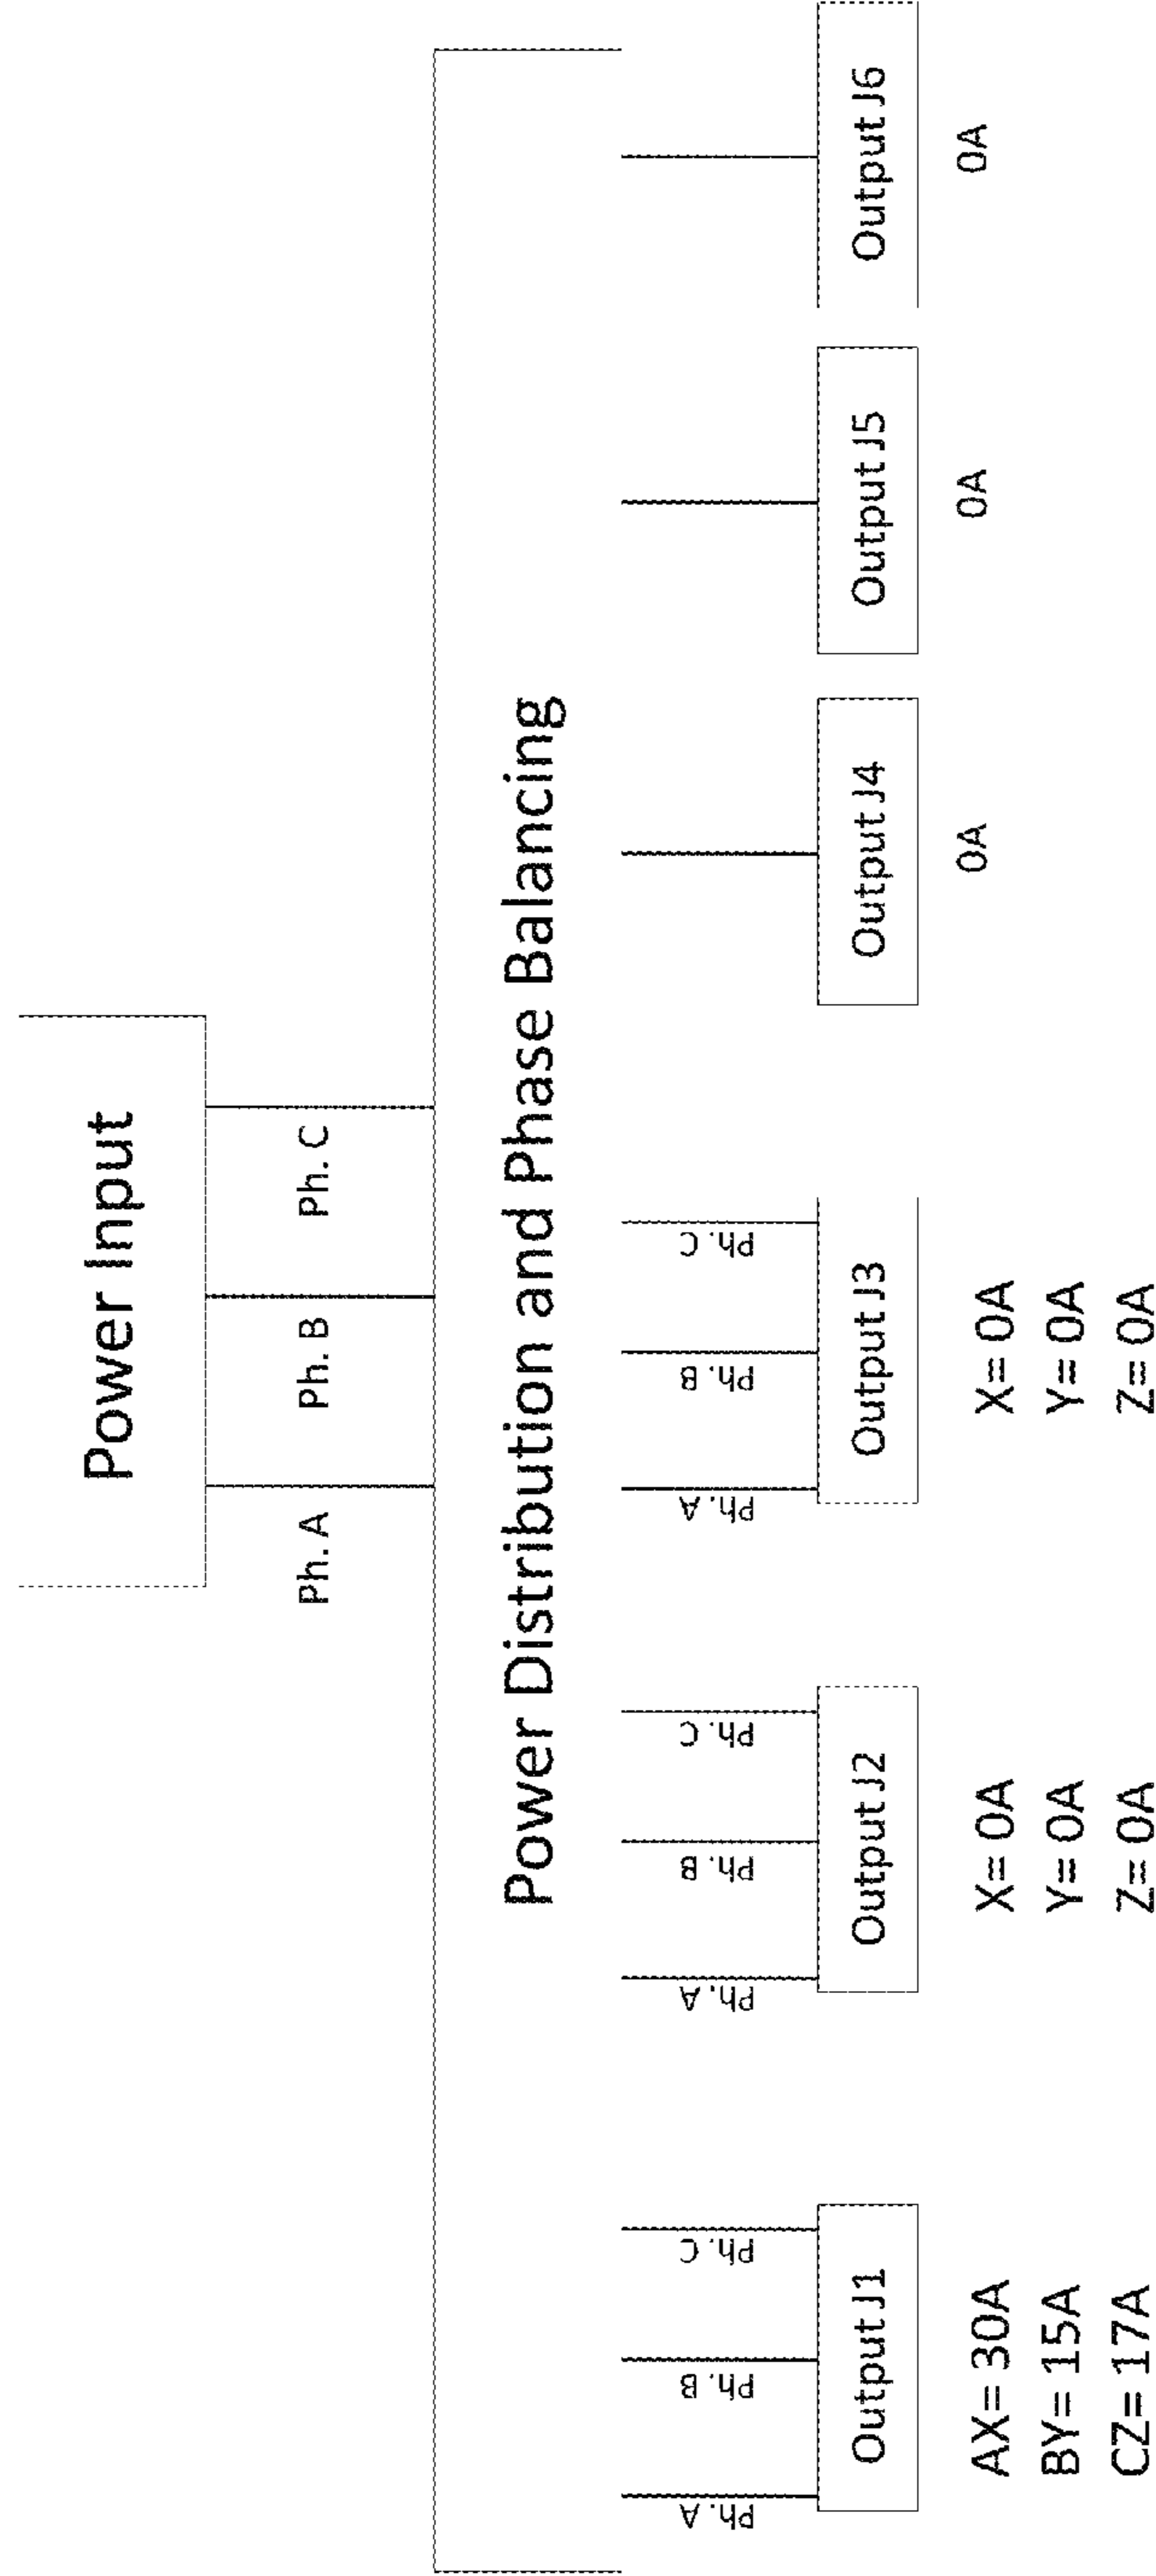 Power Input
Ph. A
Ph. B
Ph. C
Power Distribution and Phase Balancing
Ph. A
Ph. B
Ph. C
Ph. A
Ph. B
Ph. C
Ph. A
Ph. B
Ph. C
Output J1
Output J2
Output J3
Output J4
Output J5
Output J6
AX= 30A
BY= 15A
CZ= 17A
X= 0A
Y= 0A
Z= 0A
X= 0A
Y= 0A
Z= 0A
0A
0A
0A